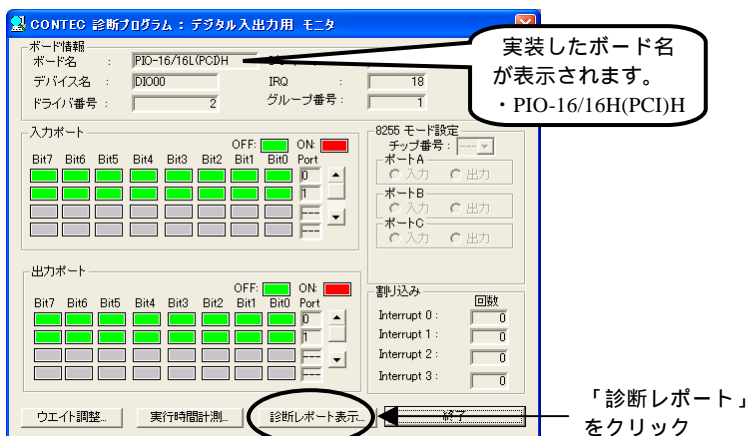 CONTEC 診断プログラム : デジタル入出力用 モニタ
ボード情報
ボード名 : PIO-16/16L(PCI)H
デバイス名 : DIO00 IRQ : 18
ドライバ番号 : 2 グループ番号 : 1
実装したボード名
が表示されます。
・PIO-16/16H(PCI)H
入力ポート
OFF: ON:
Bit7 Bit6 Bit5 Bit4 Bit3 Bit2 Bit1 Bit0 Port
0
1
---
---
8255 モード設定
チップ番号 : ---
ポートA
入力 出力
ポートB
入力 出力
ポートC
入力 出力
出力ポート
OFF: ON:
Bit7 Bit6 Bit5 Bit4 Bit3 Bit2 Bit1 Bit0 Port
0
1
---
---
割り込み
回数
Interrupt 0 : 0
Interrupt 1 : 0
Interrupt 2 : 0
Interrupt 3 : 0
ウエイト調整... 実行時間計測... 診断レポート表示... 終了
「診断レポート」
をクリック